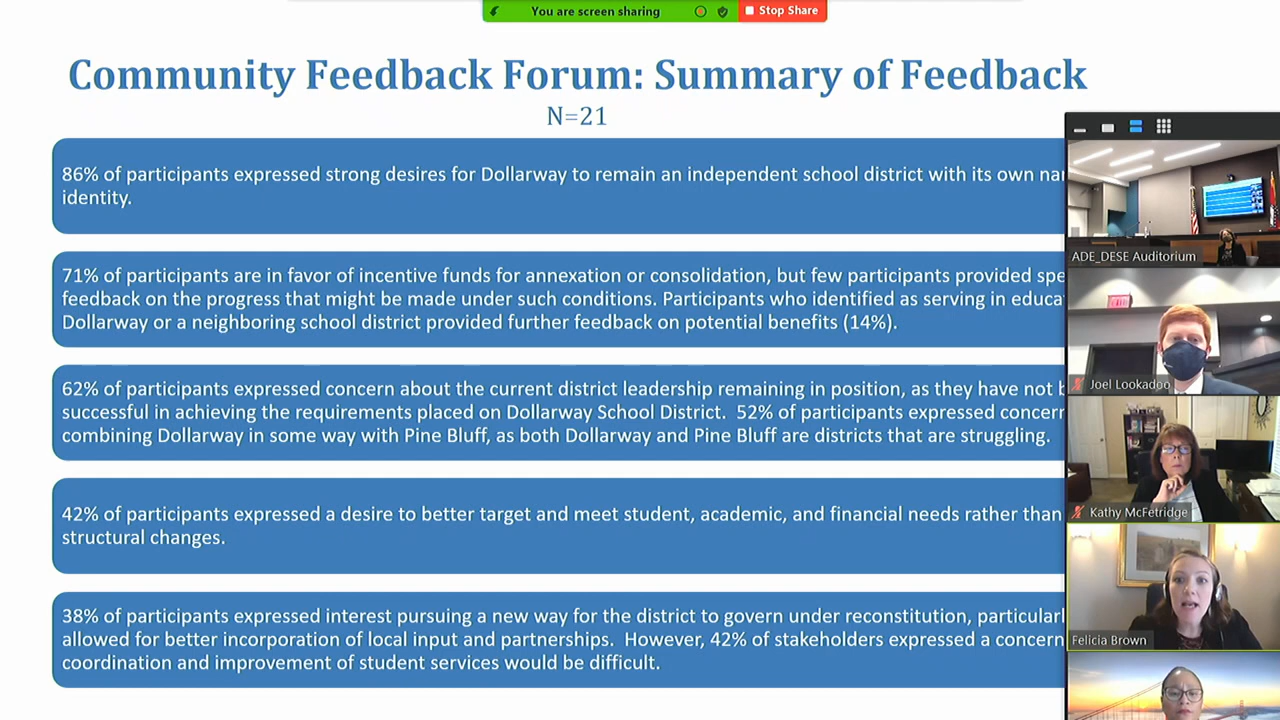 You are screen sharing
Stop Share
Community Feedback Forum: Summary of Feedback
N=21
86% of participants expressed strong desires for Dollarway to remain an independent school district with its own
identity.
71% of participants are in favor of incentive funds for annexation or consolidation, but few participants provided
feedback on the progress that might be made under such conditions. Participants who identified as serving in
Dollarway or a neighboring school district provided further feedback on potential benefits (14%).
62% of participants expressed concern about the current district leadership remaining in position, as they have not
successful in achieving the requirements placed on Dollarway School District. 52% of participants expressed
combining Dollarway in some way with Pine Bluff, as both Dollarway and Pine Bluff are districts that are struggling.
42% of participants expressed a desire to better target and meet student, academic, and financial needs rather than
structural changes.
38% of participants expressed interest pursuing a new way for the district to govern under reconstitution,
allowed for better incorporation of local input and partnerships. However, 42% of stakeholders expressed a concern
coordination and improvement of student services would be difficult.
ADE_DESE Auditorium
Joel Lookadoo
Kathy McFetridge
Felicia Brown